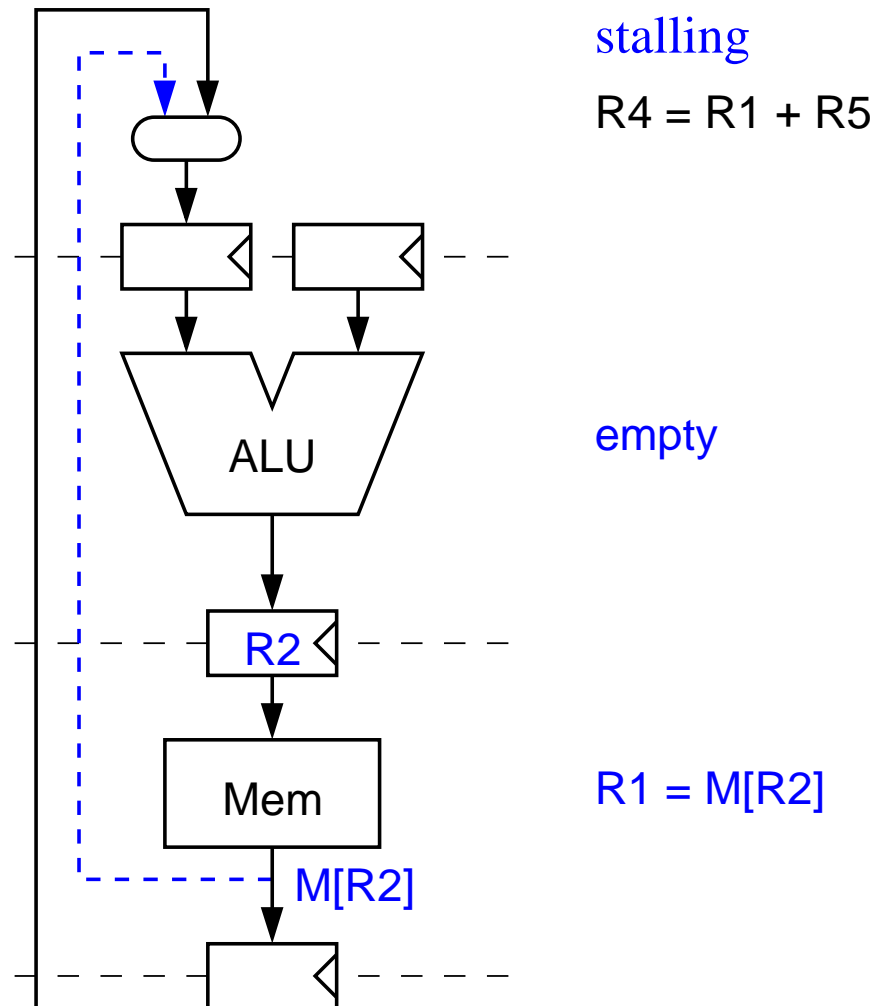 stalling
R4 = R1 + R5
ALU
empty
R2
Mem
R1 = M[R2]
M[R2]